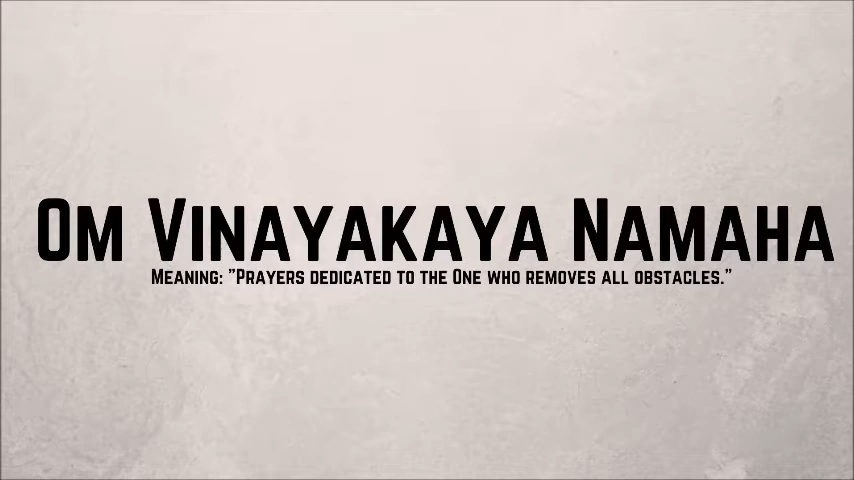 Om Vinayakaya Namaha
Meaning: "Prayers dedicated to the One who removes all obstacles."